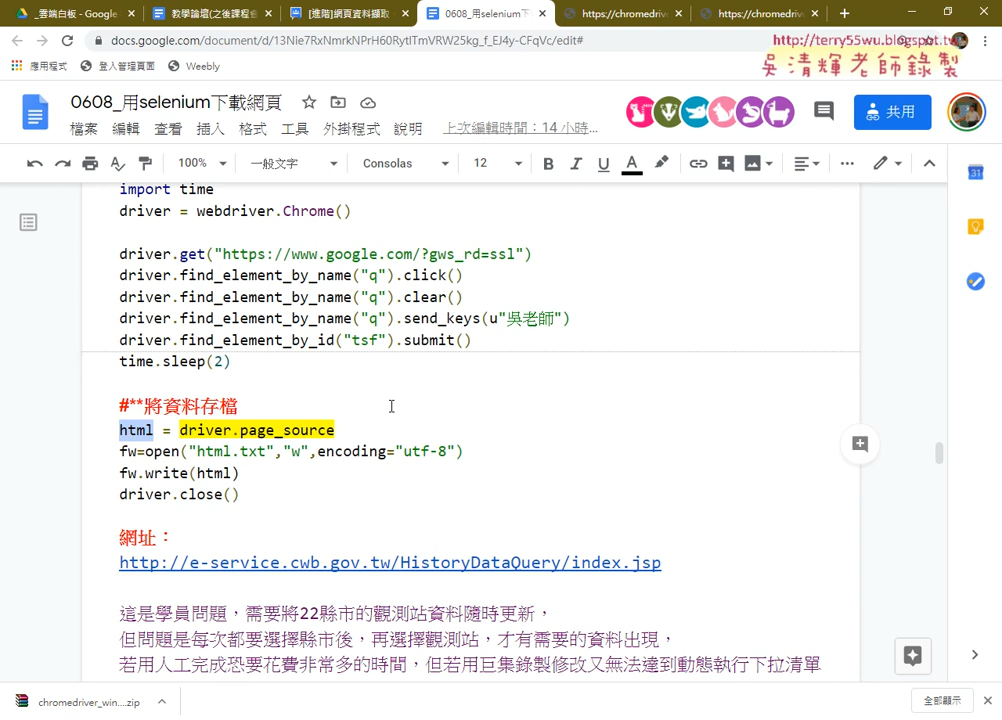 _雲端白板 - Google
教學論壇(之後課程會
[進階]網頁資料擷取
0608_用selenium下
https://chromedriv
https://chromedriv
docs.google.com/document/d/13Nie7RxNmrkNPrH60RytlTmVRW25kg_f_EJ4y-CFqVc/edit#
http://terry55wu.blogspot.tw
應用程式
登入管理頁面
Weebly
吳清輝老師錄製
0608_用selenium下載網頁
檔案 編輯 查看 插入 格式 工具 外掛程式 說明 上次編輯時間:14 小時...
共用
100% 一般文字 Consolas 12 B I U A
31
import time
driver = webdriver.Chrome()
driver.get("https://www.google.com/?gws_rd=ssl")
driver.find_element_by_name("q").click()
driver.find_element_by_name("q").clear()
driver.find_element_by_name("q").send_keys(u"吳老師")
driver.find_element_by_id("tsf").submit()
time.sleep(2)
#**將資料存檔
html = driver.page_source
fw=open("html.txt","w",encoding="utf-8")
fw.write(html)
driver.close()
網址：
http://e-service.cwb.gov.tw/HistoryDataQuery/index.jsp
這是學員問題，需要將22縣市的觀測站資料隨時更新，
但問題是每次都要選擇縣市後，再選擇觀測站，才有需要的資料出現，
若用人工完成恐要花費非常多的時間，但若用巨集錄製修改又無法達到動態執行下拉清單
chromedriver_win....zip
全部顯示